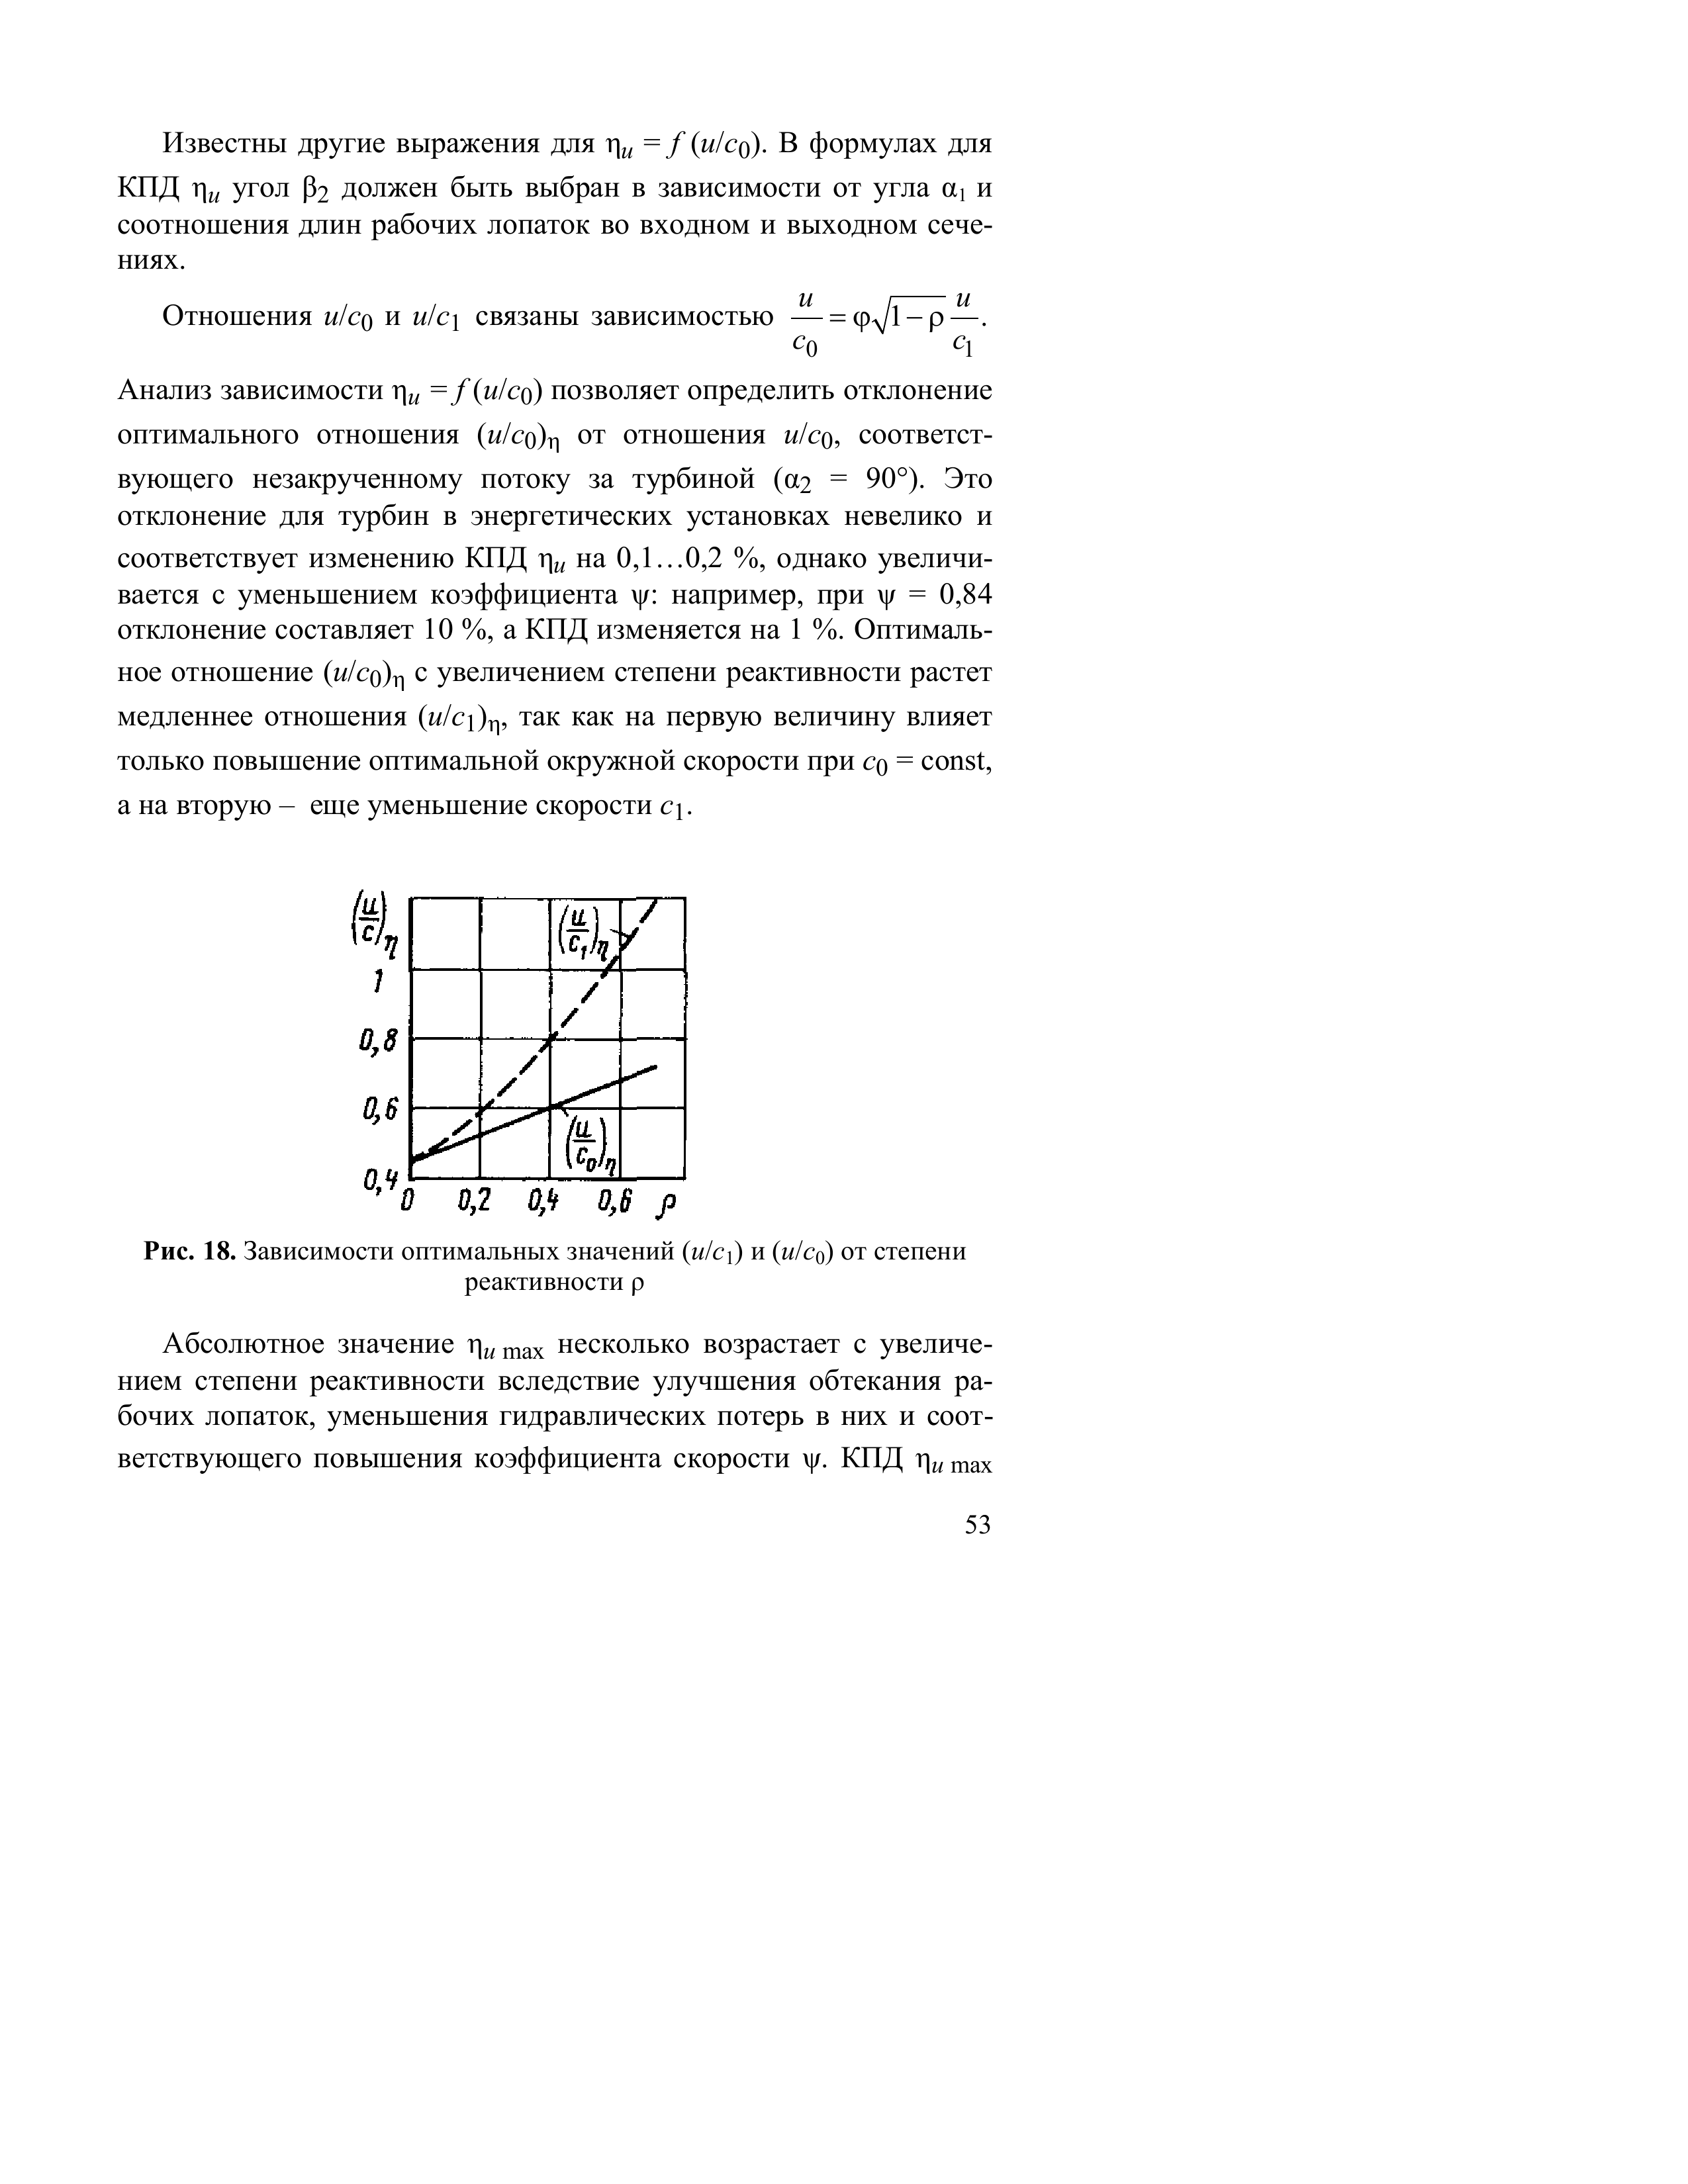 Известны другие выражения для ηu = f (u/c0). В формулах для
КПД ηu угол β2 должен быть выбран в зависимости от угла α1 и
соотношения длин рабочих лопаток во входном и выходном сече-
ниях.
Отношения u/c0 и u/c1 связаны зависимостью u/c0 = φ√(1 − ρ) u/c1.
Анализ зависимости ηu = f (u/c0) позволяет определить отклонение
оптимального отношения (u/c0)η от отношения u/c0, соответст-
вующего незакрученному потоку за турбиной (α2 = 90°). Это
отклонение для турбин в энергетических установках невелико и
соответствует изменению КПД ηu на 0,1…0,2 %, однако увеличи-
вается с уменьшением коэффициента ψ: например, при ψ = 0,84
отклонение составляет 10 %, а КПД изменяется на 1 %. Оптималь-
ное отношение (u/c0)η с увеличением степени реактивности растет
медленнее отношения (u/c1)η, так как на первую величину влияет
только повышение оптимальной окружной скорости при c0 = const,
а на вторую – еще уменьшение скорости c1.
(u/c)η
(u/c1)η
1
0,8
0,6
(u/c0)η
0,4
0 0,2 0,4 0,6 ρ
Рис. 18. Зависимости оптимальных значений (u/c1) и (u/c0) от степени
реактивности ρ
Абсолютное значение ηu max несколько возрастает с увеличе-
нием степени реактивности вследствие улучшения обтекания ра-
бочих лопаток, уменьшения гидравлических потерь в них и соот-
ветствующего повышения коэффициента скорости ψ. КПД ηu max
53